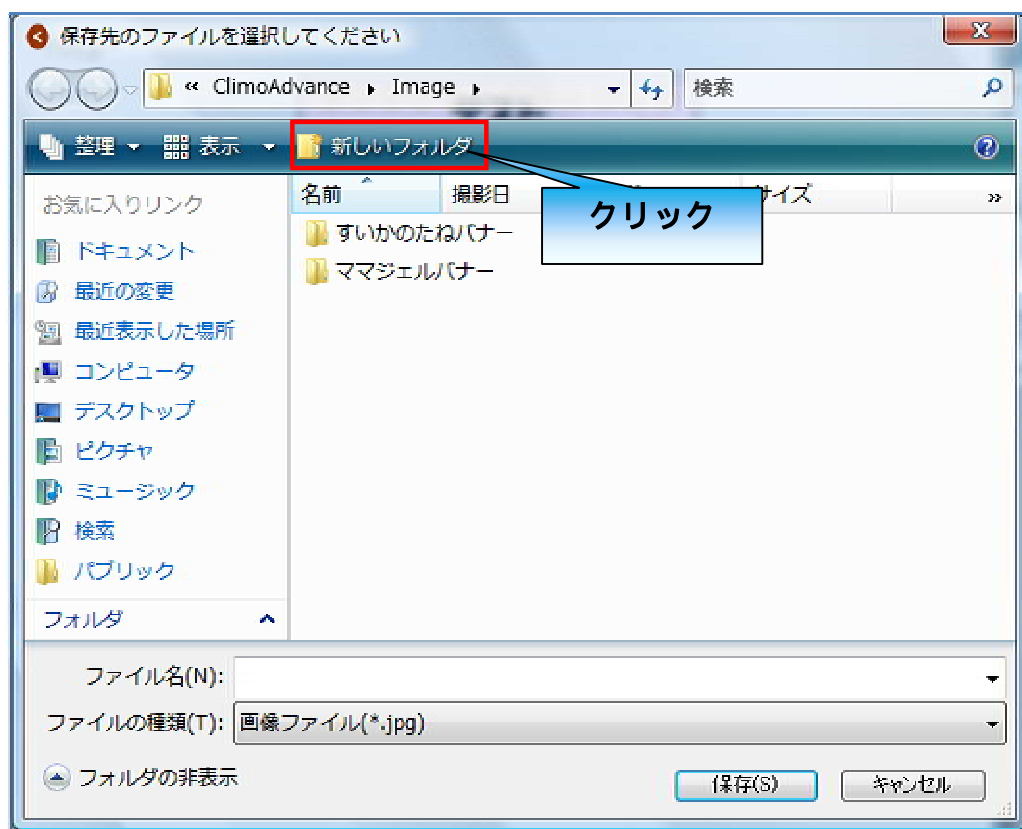 保存先のファイルを選択してください
« ClimoAdvance ▸ Image ▸
検索
整理
表示
新しいフォルダ
お気に入りリンク
名前
撮影日
サイズ
»
クリック
すいかのたねバナー
ママジェルバナー
ドキュメント
最近の変更
最近表示した場所
コンピュータ
デスクトップ
ピクチャ
ミュージック
検索
パブリック
フォルダ
ファイル名(N):
ファイルの種類(T): 画像ファイル(*.jpg)
フォルダの非表示
保存(S)
キャンセル